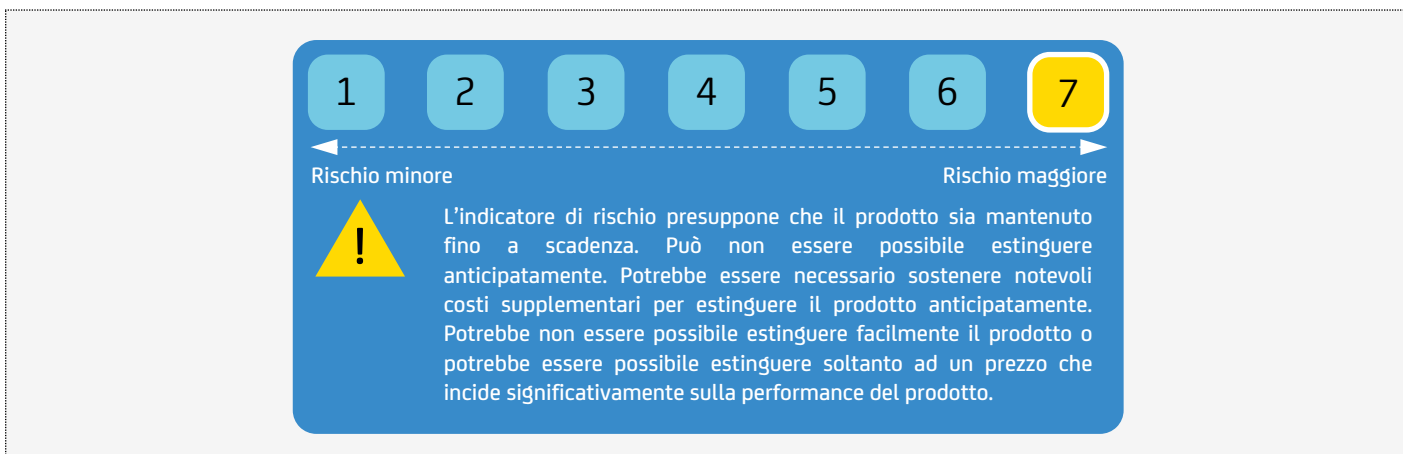 1 2 3 4 5 6 7
Rischio minore Rischio maggiore
!
L’indicatore di rischio presuppone che il prodotto sia mantenuto
fino a scadenza. Può non essere possibile estinguere
anticipatamente. Potrebbe essere necessario sostenere notevoli
costi supplementari per estinguere il prodotto anticipatamente.
Potrebbe non essere possibile estinguere facilmente il prodotto o
potrebbe essere possibile estinguere soltanto ad un prezzo che
incide significativamente sulla performance del prodotto.